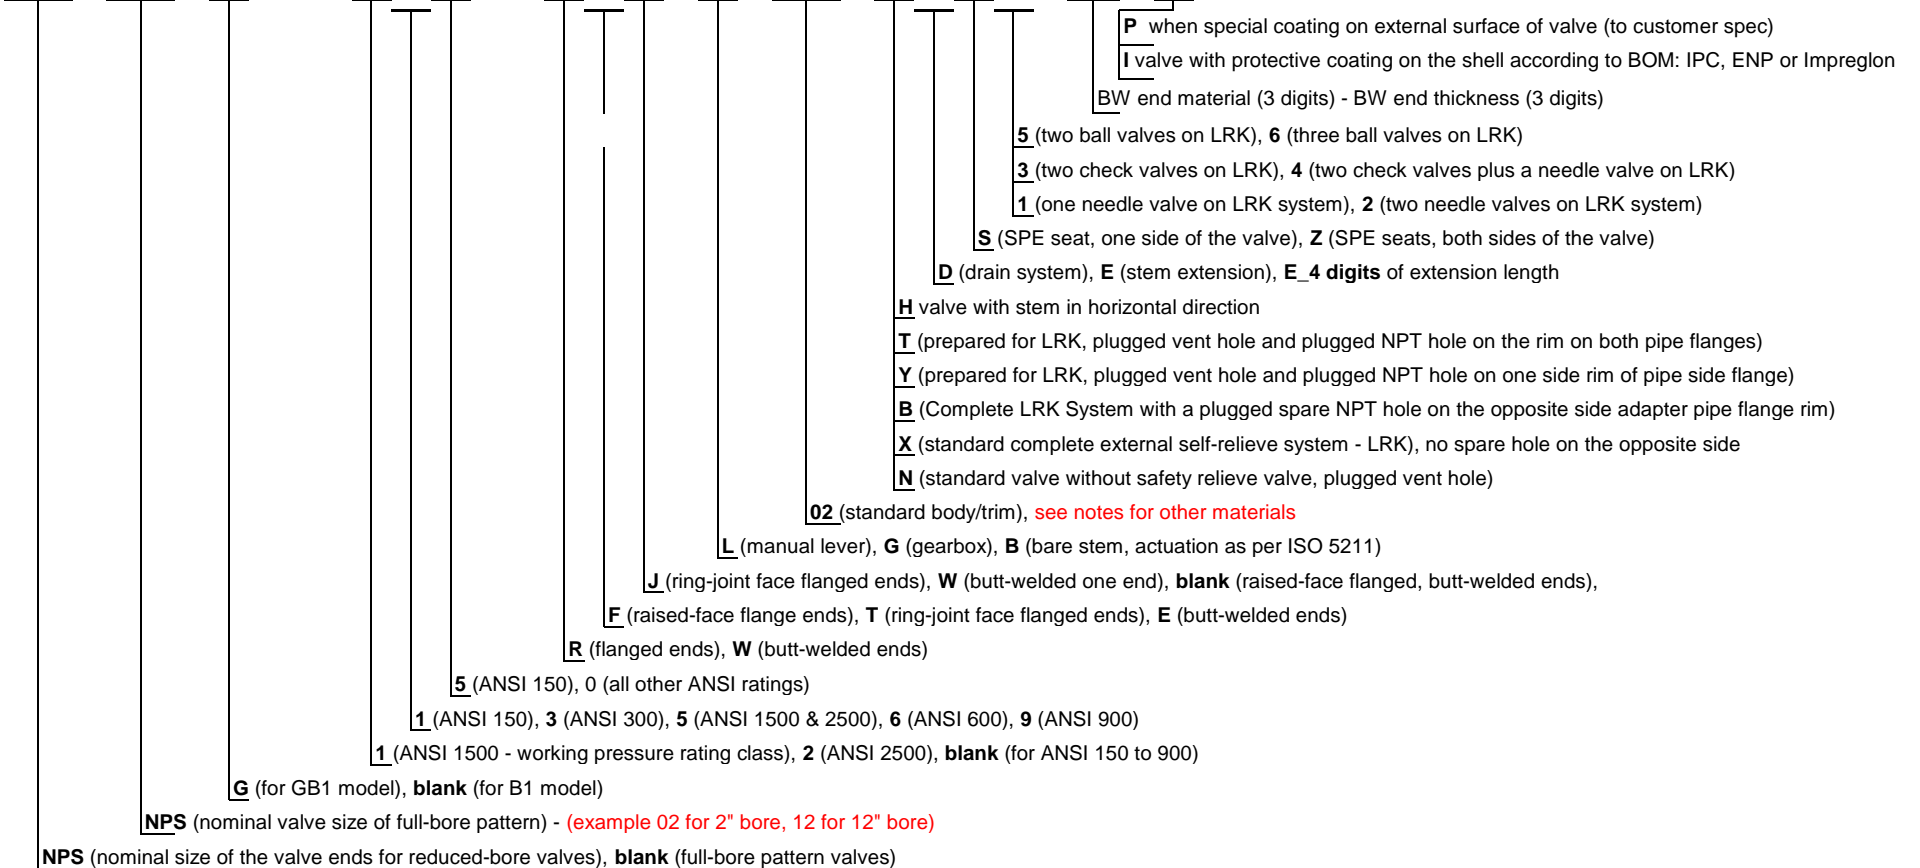 P when special coating on external surface of valve (to customer spec)
I valve with protective coating on the shell according to BOM: IPC, ENP or Impreglon
BW end material (3 digits) - BW end thickness (3 digits)
5 (two ball valves on LRK), 6 (three ball valves on LRK)
3 (two check valves on LRK), 4 (two check valves plus a needle valve on LRK)
1 (one needle valve on LRK system), 2 (two needle valves on LRK system)
S (SPE seat, one side of the valve), Z (SPE seats, both sides of the valve)
D (drain system), E (stem extension), E_4 digits of extension length
H valve with stem in horizontal direction
T (prepared for LRK, plugged vent hole and plugged NPT hole on the rim on both pipe flanges)
Y (prepared for LRK, plugged vent hole and plugged NPT hole on one side rim of pipe side flange)
B (Complete LRK System with a plugged spare NPT hole on the opposite side adapter pipe flange rim)
X (standard complete external self-relieve system - LRK), no spare hole on the opposite side
N (standard valve without safety relieve valve, plugged vent hole)
02 (standard body/trim), see notes for other materials
L (manual lever), G (gearbox), B (bare stem, actuation as per ISO 5211)
J (ring-joint face flanged ends), W (butt-welded one end), blank (raised-face flanged, butt-welded ends),
F (raised-face flange ends), T (ring-joint face flanged ends), E (butt-welded ends)
R (flanged ends), W (butt-welded ends)
5 (ANSI 150), 0 (all other ANSI ratings)
1 (ANSI 150), 3 (ANSI 300), 5 (ANSI 1500 & 2500), 6 (ANSI 600), 9 (ANSI 900)
1 (ANSI 1500 - working pressure rating class), 2 (ANSI 2500), blank (for ANSI 150 to 900)
G (for GB1 model), blank (for B1 model)
NPS (nominal valve size of full-bore pattern) - (example 02 for 2" bore, 12 for 12" bore)
NPS (nominal size of the valve ends for reduced-bore valves), blank (full-bore pattern valves)